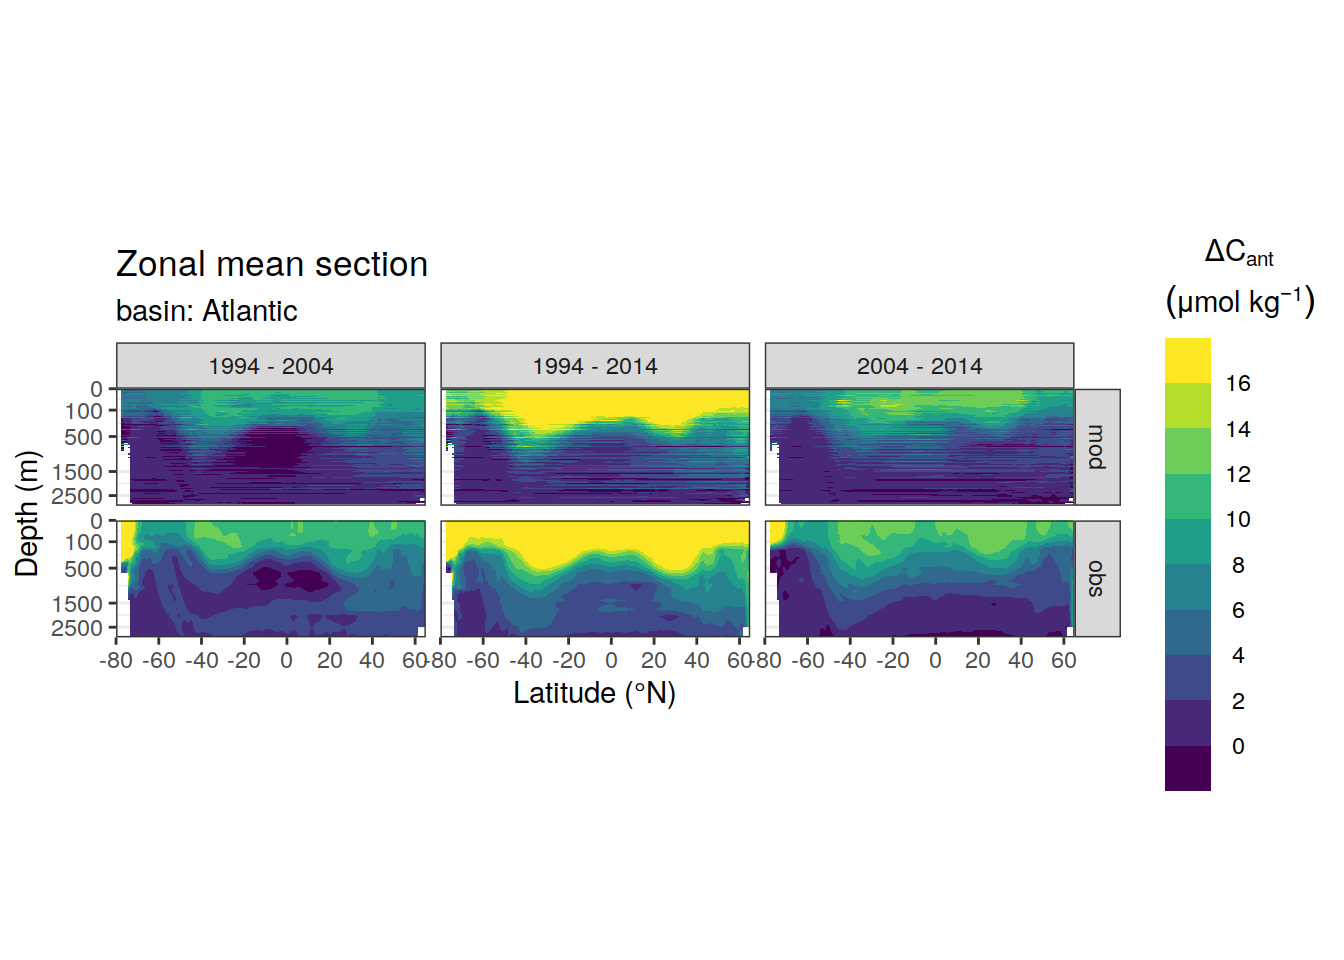 Zonal mean section
basin: Atlantic
1994 - 2004
1994 - 2014
2004 - 2014
Depth (m)
0
100
500
1500
2500
mod
0
100
500
1500
2500
obs
-80 -60 -40 -20 0 20 40 60
-80 -60 -40 -20 0 20 40 60
-80 -60 -40 -20 0 20 40 60
Latitude (°N)
ΔCant
(μmol kg⁻¹)
16
14
12
10
8
6
4
2
0